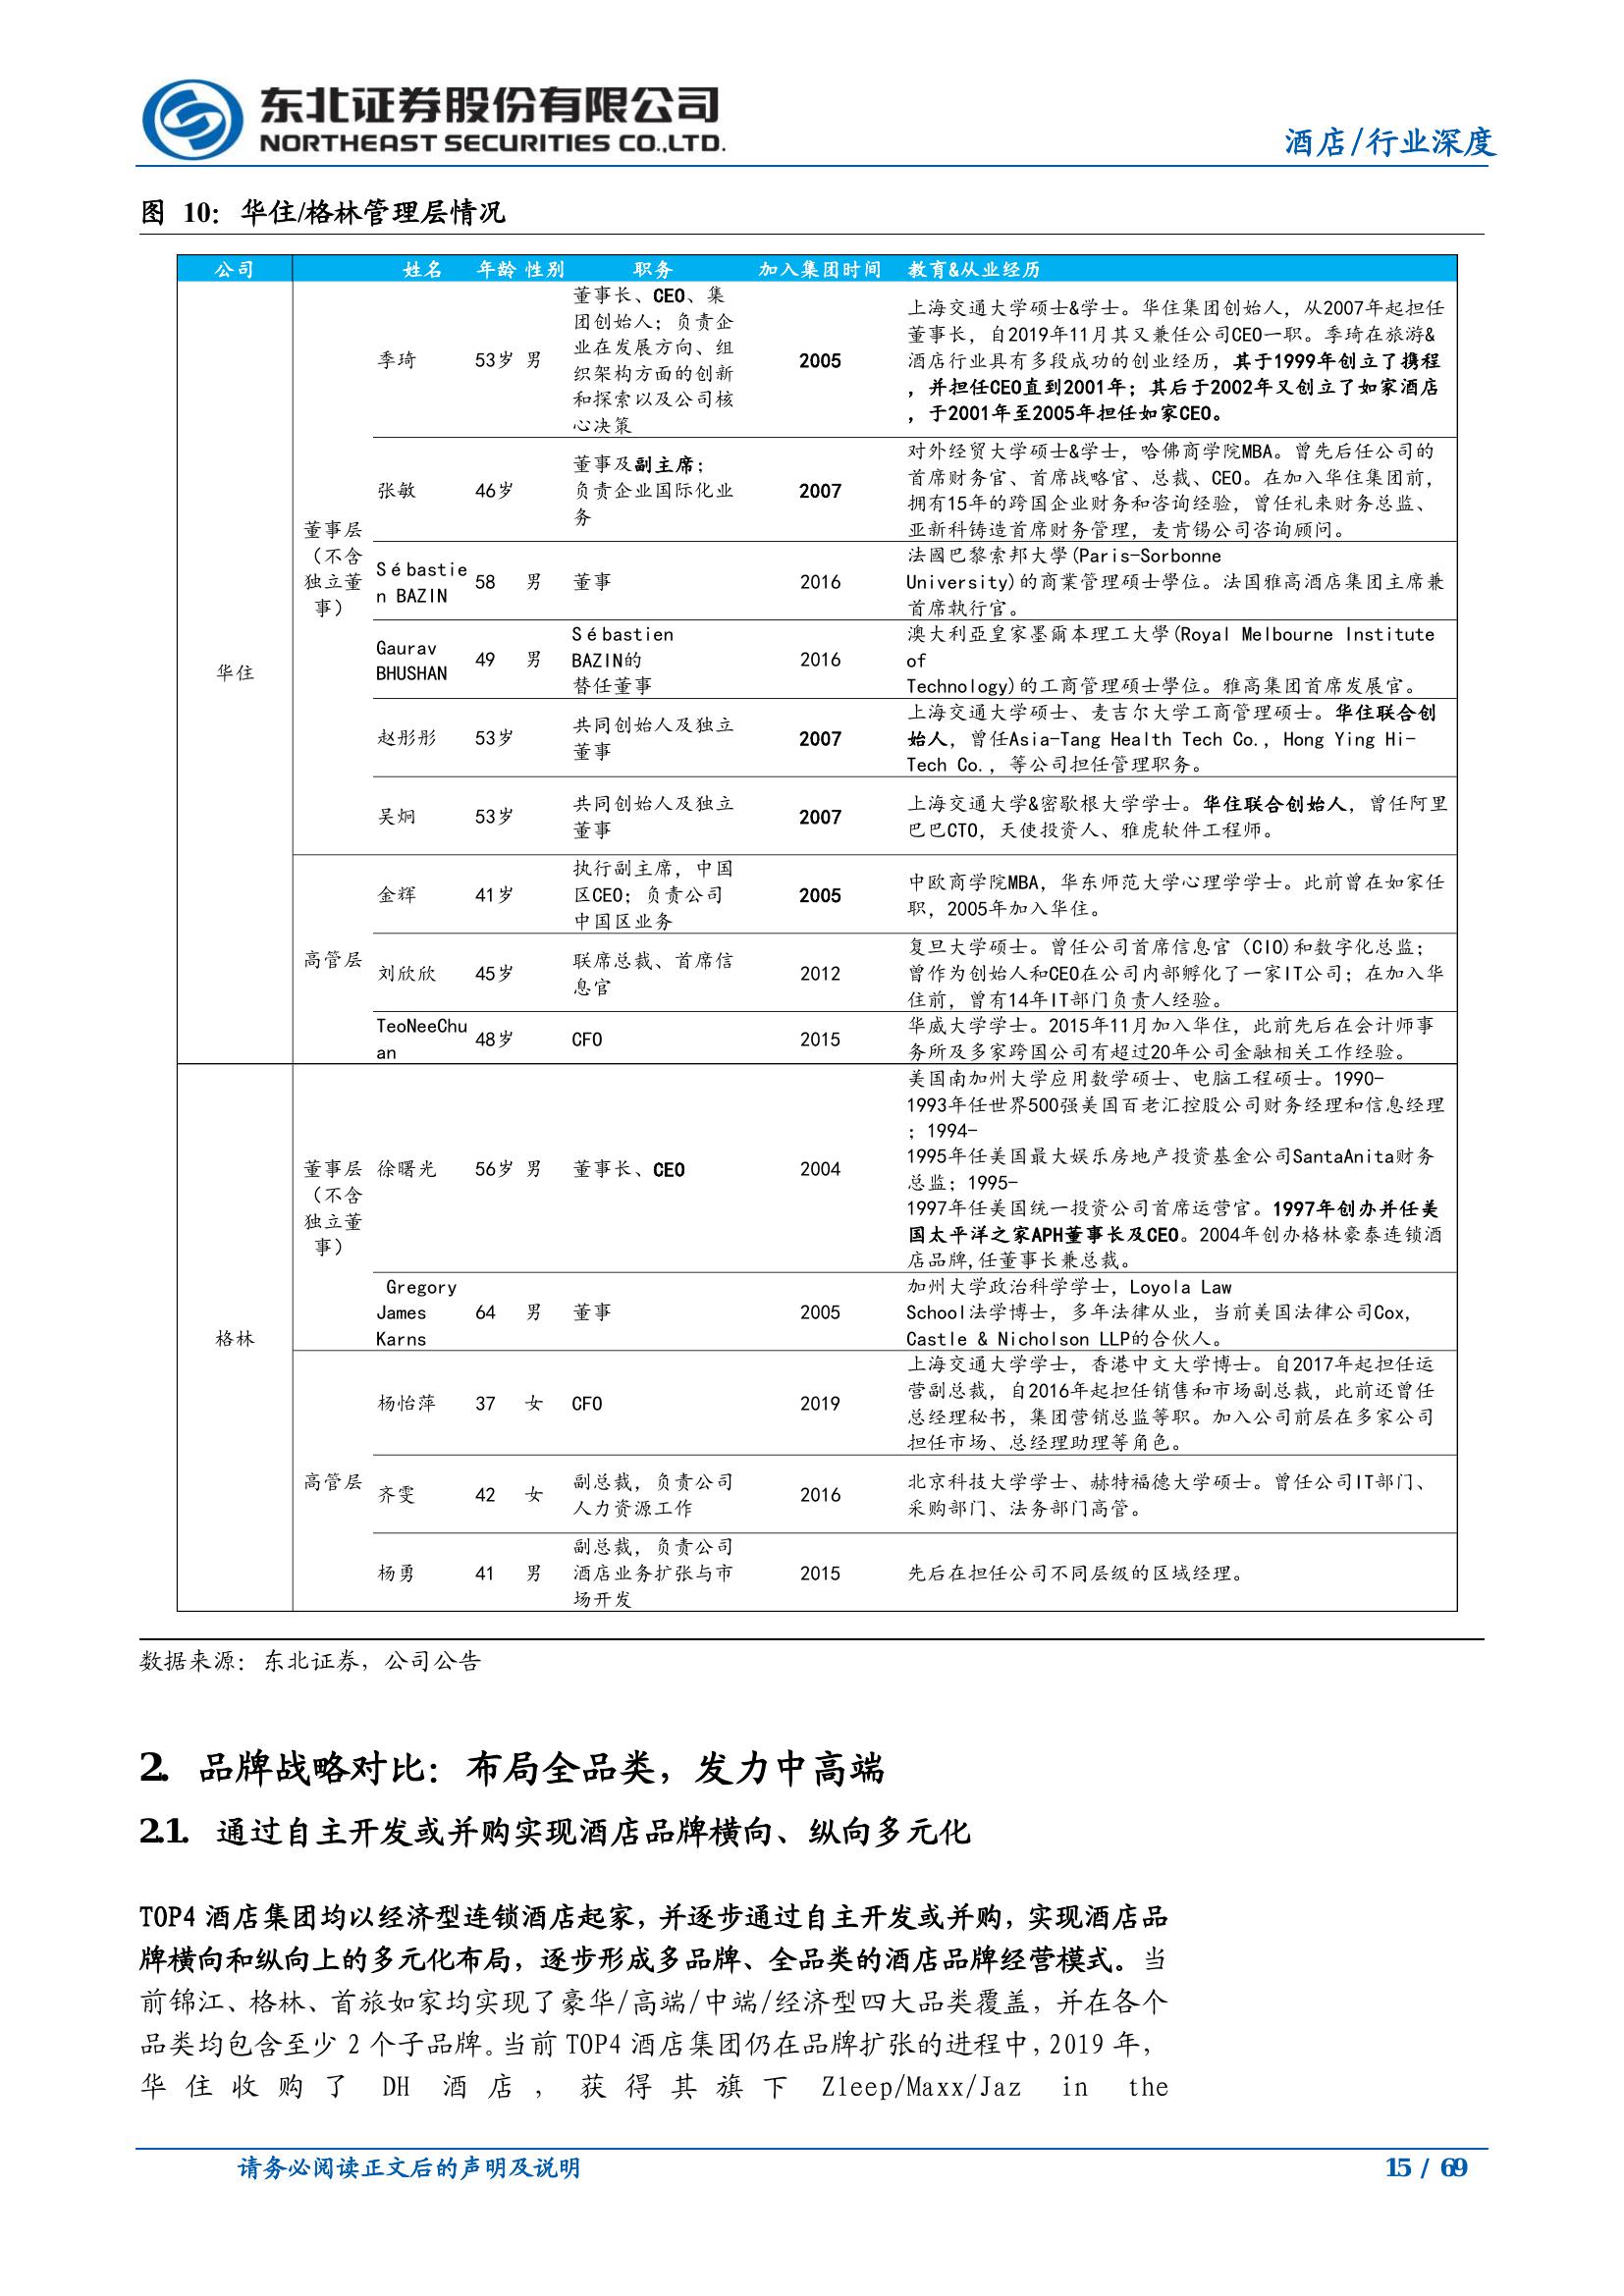 东北证券股份有限公司
NORTHEAST SECURITIES CO.,LTD.
酒店/行业深度
图 10：华住/格林管理层情况
公司 姓名 年龄 性别 职务 加入集团时间 教育&从业经历
华住
董事层
（不含
独立董
事）
季琦 53岁 男
董事长、CEO、集
团创始人；负责企
业在发展方向、组
织架构方面的创新
和探索以及公司核
心决策
2005
上海交通大学硕士&学士。华住集团创始人，从2007年起担任
董事长，自2019年11月其又兼任公司CEO一职。季琦在旅游&
酒店行业具有多段成功的创业经历，其于1999年创立了携程
，并担任CEO直到2001年；其后于2002年又创立了如家酒店
，于2001年至2005年担任如家CEO。
张敏 46岁
董事及副主席；
负责企业国际化业
务
2007
对外经贸大学硕士&学士，哈佛商学院MBA。曾先后任公司的
首席财务官、首席战略官、总裁、CEO。在加入华住集团前，
拥有15年的跨国企业财务和咨询经验，曾任礼来财务总监、
亚新科铸造首席财务管理，麦肯锡公司咨询顾问。
Sébastie
n BAZIN
58 男 董事 2016
法國巴黎索邦大學(Paris-Sorbonne
University)的商業管理碩士學位。法国雅高酒店集团主席兼
首席執行官。
Gaurav
BHUSHAN
49 男
Sébastien
BAZIN的
替任董事
2016
澳大利亞皇家墨爾本理工大學(Royal Melbourne Institute
of
Technology)的工商管理碩士學位。雅高集团首席发展官。
赵彤彤 53岁
共同创始人及独立
董事
2007
上海交通大学硕士、麦吉尔大学工商管理硕士。华住联合创
始人，曾任Asia-Tang Health Tech Co., Hong Ying Hi-
Tech Co., 等公司担任管理职务。
吴炯 53岁
共同创始人及独立
董事
2007
上海交通大学&密歇根大学学士。华住联合创始人，曾任阿里
巴巴CTO，天使投资人、雅虎软件工程师。
高管层
金辉 41岁
执行副主席，中国
区CEO；负责公司
中国区业务
2005
中欧商学院MBA，华东师范大学心理学学士。此前曾在如家任
职，2005年加入华住。
刘欣欣 45岁
联席总裁、首席信
息官
2012
复旦大学硕士。曾任公司首席信息官（CIO)和数字化总监；
曾作为创始人和CEO在公司内部孵化了一家IT公司；在加入华
住前，曾有14年IT部门负责人经验。
TeoNeeChu
an
48岁 CFO 2015
华威大学学士。2015年11月加入华住，此前先后在会计师事
务所及多家跨国公司有超过20年公司金融相关工作经验。
格林
董事层
（不含
独立董
事）
徐曙光 56岁 男 董事长、CEO 2004
美国南加州大学应用数学硕士、电脑工程硕士。1990-
1993年任世界500强美国百老汇控股公司财务经理和信息经理
；1994-
1995年任美国最大娱乐房地产投资基金公司SantaAnita财务
总监；1995-
1997年任美国统一投资公司首席运营官。1997年创办并任美
国太平洋之家APH董事长及CEO。2004年创办格林豪泰连锁酒
店品牌,任董事长兼总裁。
Gregory
James
Karns
64 男 董事 2005
加州大学政治科学学士，Loyola Law
School法学博士，多年法律从业，当前美国法律公司Cox,
Castle & Nicholson LLP的合伙人。
高管层
杨怡萍 37 女 CFO 2019
上海交通大学学士，香港中文大学博士。自2017年起担任运
营副总裁，自2016年起担任销售和市场副总裁，此前还曾任
总经理秘书，集团营销总监等职。加入公司前层在多家公司
担任市场、总经理助理等角色。
齐雯 42 女
副总裁，负责公司
人力资源工作
2016
北京科技大学学士、赫特福德大学硕士。曾任公司IT部门、
采购部门、法务部门高管。
杨勇 41 男
副总裁，负责公司
酒店业务扩张与市
场开发
2015
先后在担任公司不同层级的区域经理。
数据来源：东北证券，公司公告
2. 品牌战略对比：布局全品类，发力中高端
2.1. 通过自主开发或并购实现酒店品牌横向、纵向多元化
TOP4 酒店集团均以经济型连锁酒店起家，并逐步通过自主开发或并购，实现酒店品
牌横向和纵向上的多元化布局，逐步形成多品牌、全品类的酒店品牌经营模式。当
前锦江、格林、首旅如家均实现了豪华/高端/中端/经济型四大品类覆盖，并在各个
品类均包含至少 2 个子品牌。当前 TOP4 酒店集团仍在品牌扩张的进程中，2019 年，
华住收购了 DH 酒店，获得其旗下 Zleep/Maxx/Jaz in the
请务必阅读正文后的声明及说明
15 / 69